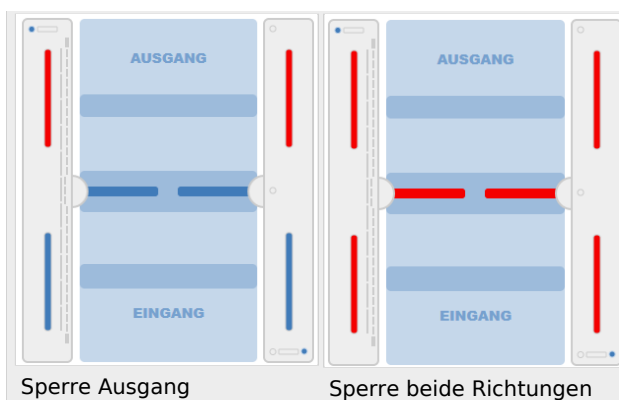 AUSGANG
EINGANG
Sperre Ausgang
AUSGANG
EINGANG
Sperre beide Richtungen